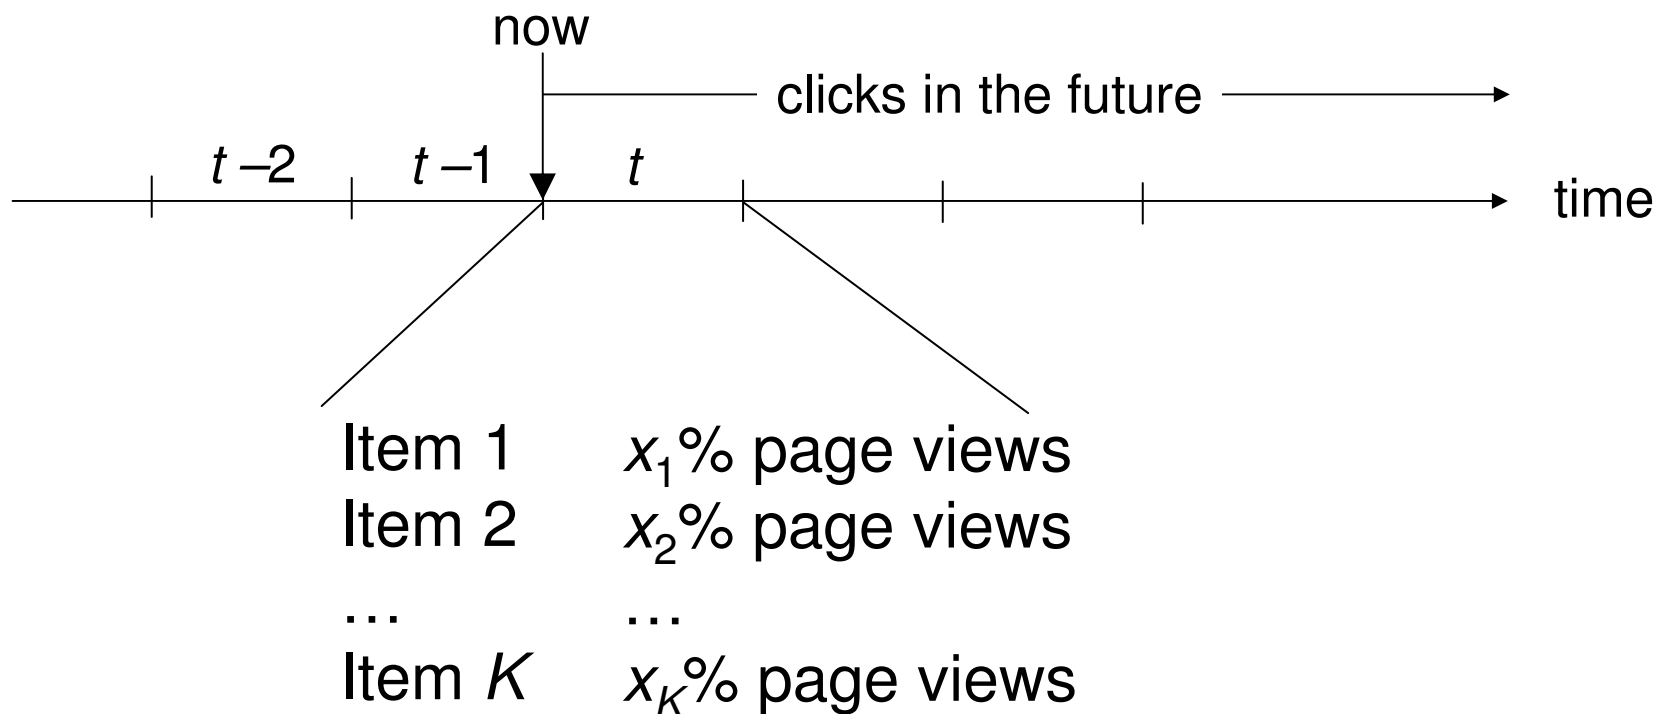 now
clicks in the future
t –2 t –1 t
time
Item 1 x₁% page views
Item 2 x₂% page views
… …
Item K x_K% page views